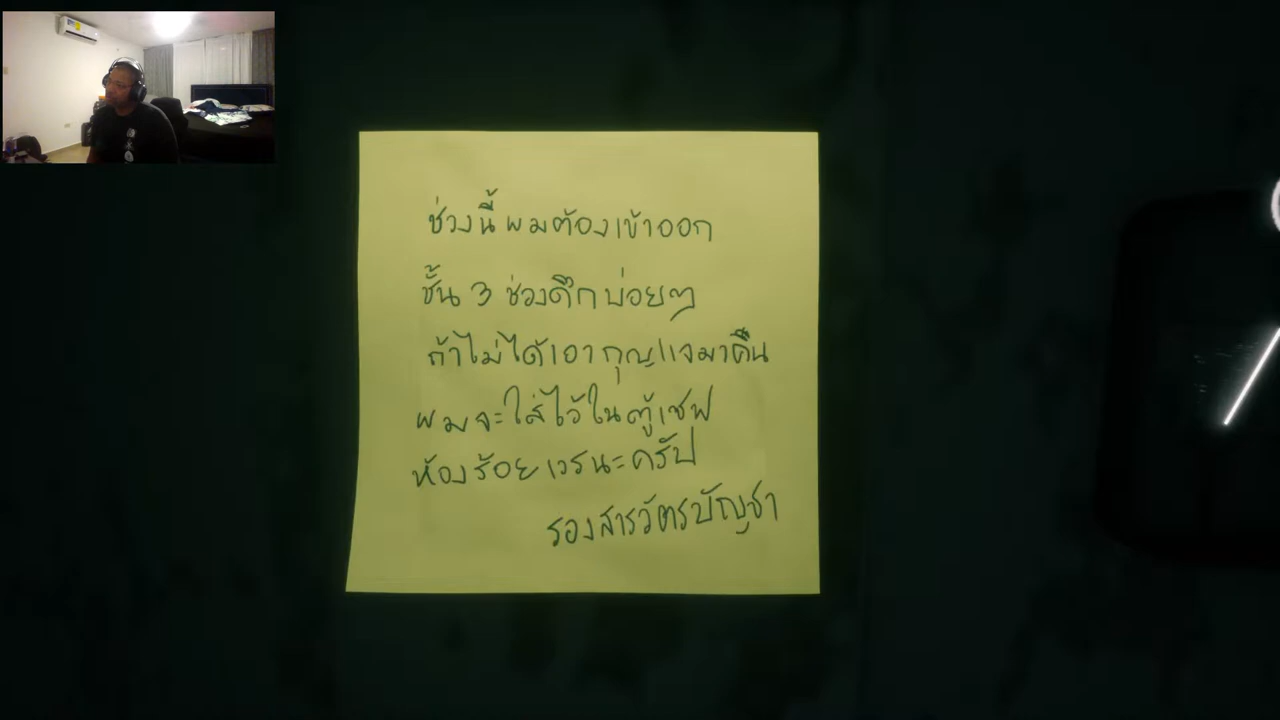 ช่วงนี้ ผมต้องเข้าออก
ชั้น 3 ช่วงดึกบ่อยๆ
ถ้าไม่ได้เอากุญแจมาคืน
ผมจะใส่ไว้ในตู้เซฟ
ห้องร้อยเวรนะครับ
รองสารวัตรบัญชา